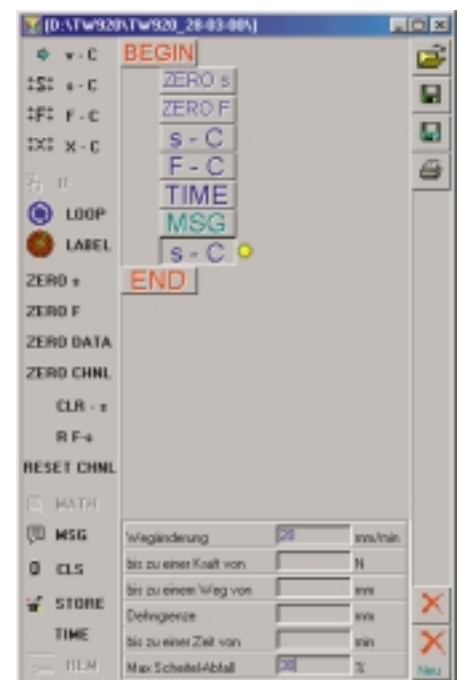 [D:\TW920\TW920_28-03-00\]
v - C
BEGIN
:S: s - C
ZERO s
:F: F - C
ZERO F
:X: X - C
s - C
F - C
LOOP
TIME
LABEL
MSG
s - C
ZERO s
END
ZERO F
ZERO DATA
ZERO CHNL
CLR - s
R F
RESET CHNL
MATH
MSG
CLS
STORE
TIME
ITEM
Wegänderung 20 mm/min
bis zu einer Kraft von N
bis zu einem Weg von mm
Dehngrenze mm
bis zu einer Zeit von min
Max Scheitel-Abfall 30 %
Neu